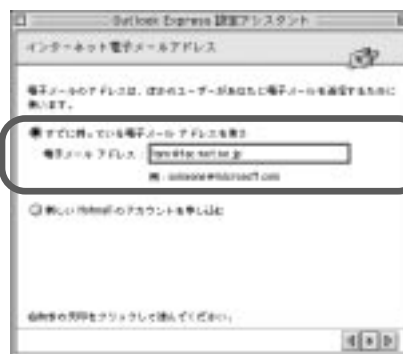 Outlook Express 設定アシスタント
インターネット電子メールアドレス
電子メールのアドレスは、ほかのユーザーがあなたに電子メールを送信するために
使います。
すでに持っている電子メール アドレスを使う
電子メール アドレス：
例：someone@microsoft.com
新しい Hotmail のアカウントを申し込む
右向きの矢印をクリックして進んでください。